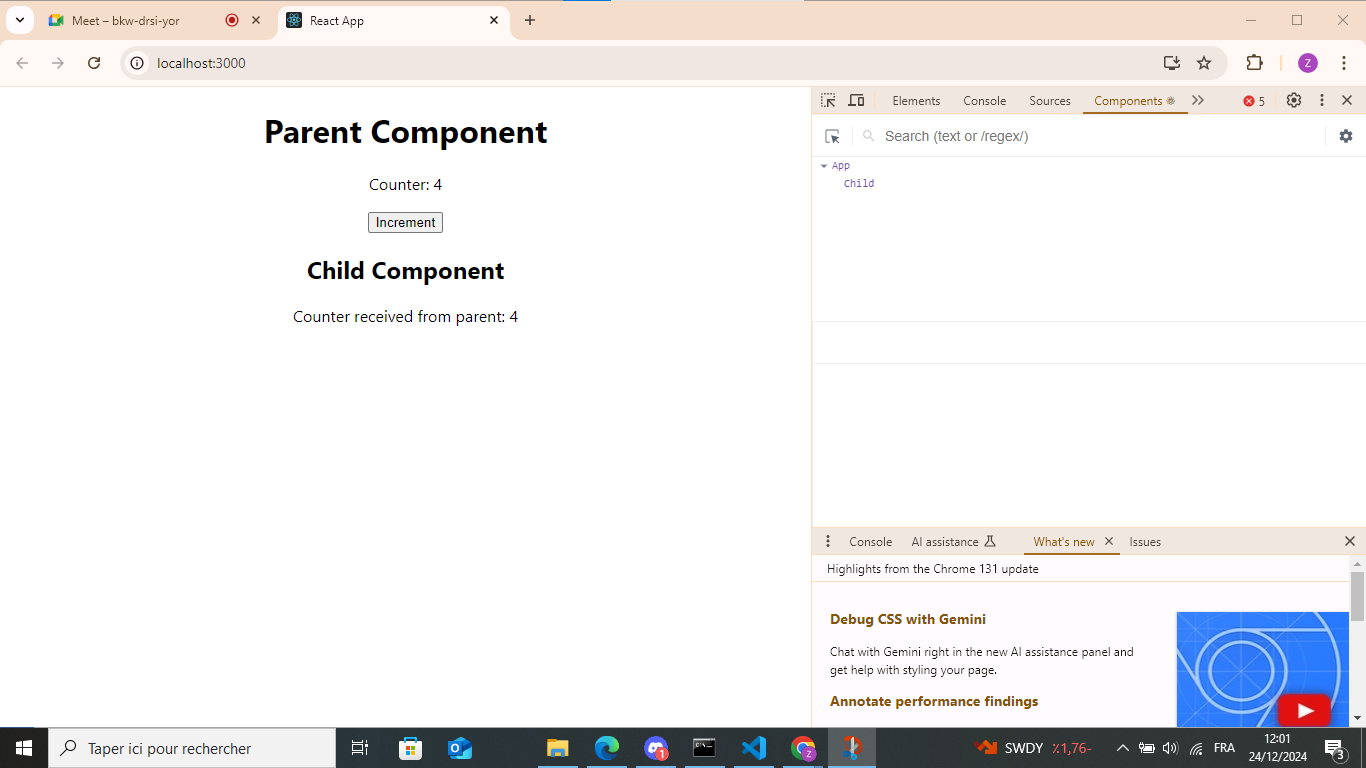 Meet – bkw-drsi-yor
React App
localhost:3000
Z
Elements Console Sources Components 5
Search (text or /regex/)
App
Child
Parent Component
Counter: 4
Increment
Child Component
Counter received from parent: 4
Console AI assistance What's new Issues
Highlights from the Chrome 131 update
Debug CSS with Gemini
Chat with Gemini right in the new AI assistance panel and
get help with styling your page.
Annotate performance findings
Taper ici pour rechercher
1
Z
SWDY ٪1,76-
FRA
12:01
24/12/2024
3